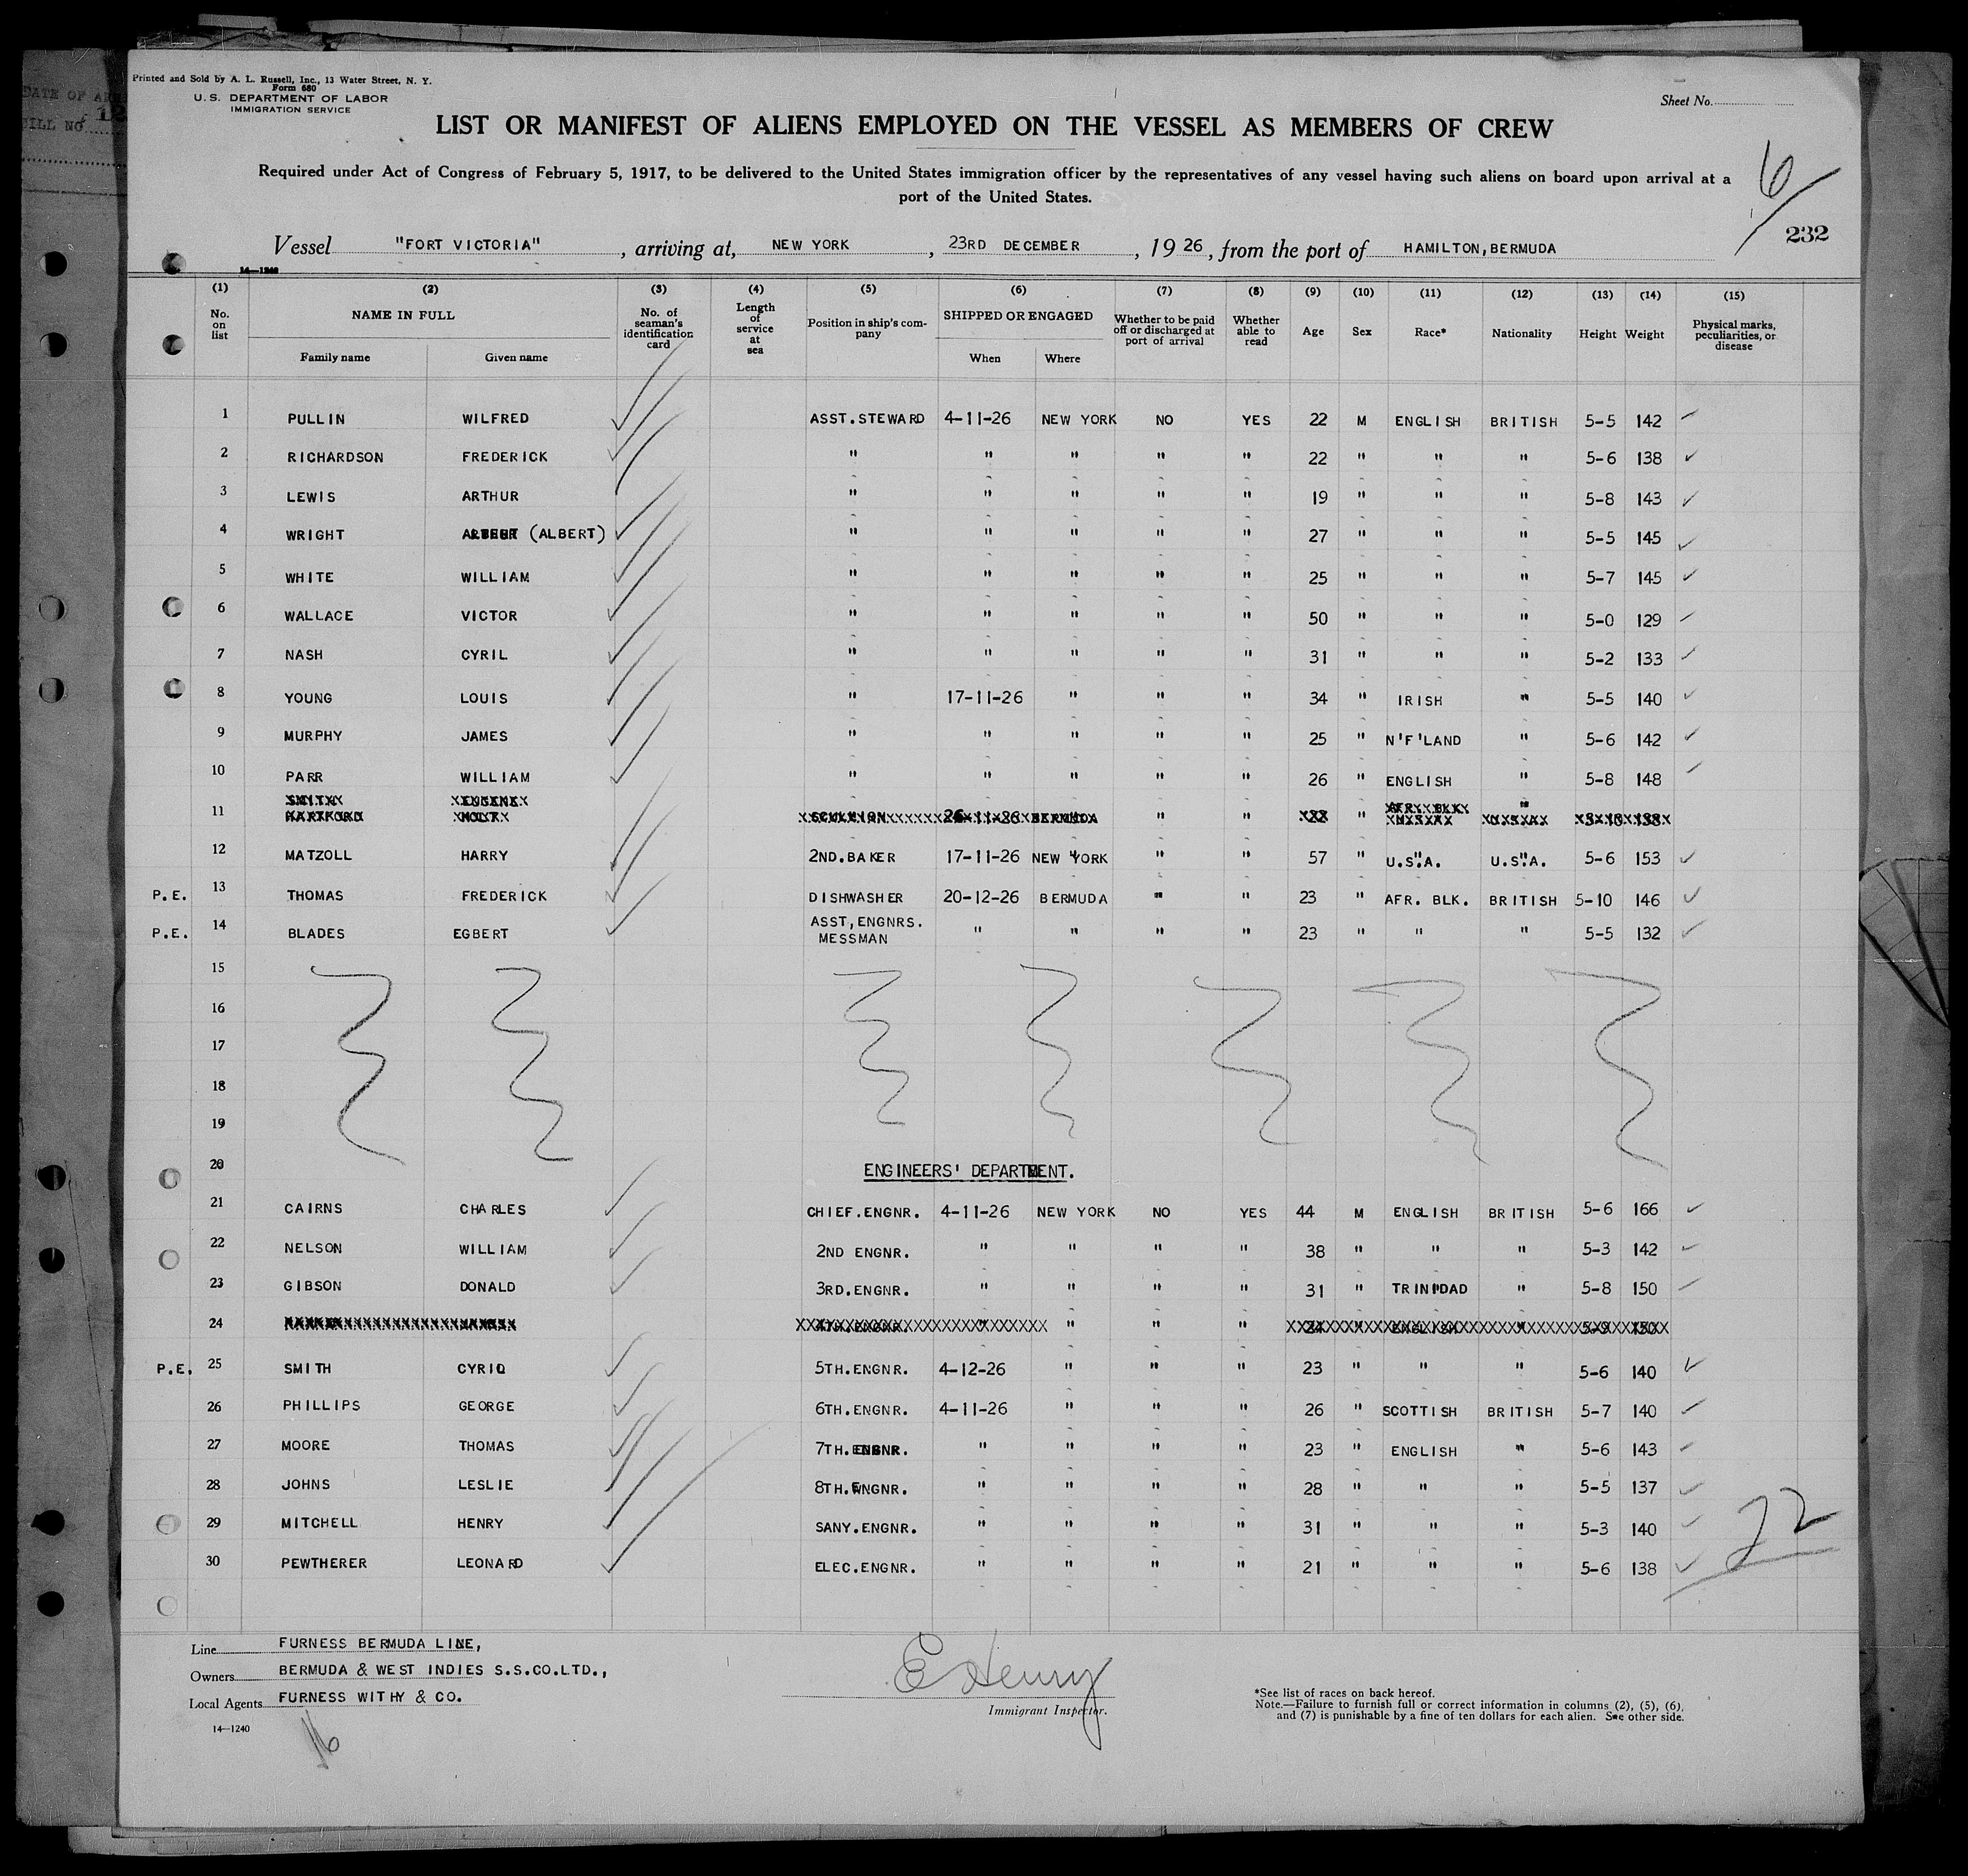 DATE OF
BILL NO
Printed and Sold by A. L. Russell, Inc., 13 Water Street, N. Y.
Form 680
U. S. DEPARTMENT OF LABOR
IMMIGRATION SERVICE
Sheet No.
LIST OR MANIFEST OF ALIENS EMPLOYED ON THE VESSEL AS MEMBERS OF CREW
Required under Act of Congress of February 5, 1917, to be delivered to the United States immigration officer by the representatives of any vessel having such aliens on board upon arrival at a
port of the United States.
6
232
Vessel "FORT VICTORIA", arriving at, NEW YORK, 23RD DECEMBER, 1926, from the port of HAMILTON, BERMUDA
14—1240
(1) (2) (3) (4) (5) (6) (7) (8) (9) (10) (11) (12) (13) (14) (15)
No. on list NAME IN FULL Family name Given name No. of seaman's identification card Length of service at sea Position in ship's company SHIPPED OR ENGAGED When Where Whether to be paid off or discharged at port of arrival Whether able to read Age Sex Race* Nationality Height Weight Physical marks, peculiarities, or disease
1 PULLIN WILFRED ASST.STEWARD 4-11-26 NEW YORK NO YES 22 M ENGLISH BRITISH 5-5 142
2 RICHARDSON FREDERICK " " " " " 22 " " " 5-6 138
3 LEWIS ARTHUR " " " " " 19 " " " 5-8 143
4 WRIGHT (ALBERT) " " " " " 27 " " " 5-5 145
5 WHITE WILLIAM " " " " " 25 " " " 5-7 145
6 WALLACE VICTOR " " " " " 50 " " " 5-0 129
7 NASH CYRIL " " " " " 31 " " " 5-2 133
8 YOUNG LOUIS " 17-11-26 " " " 34 " IRISH " 5-5 140
9 MURPHY JAMES " " " " " 25 " N'F'LAND " 5-6 142
10 PARR WILLIAM " " " " " 26 " ENGLISH " 5-8 148
11 HARTFORD SCULLION 26-11-26 BERMUDA " " "
12 MATZOLL HARRY 2ND.BAKER 17-11-26 NEW YORK " " 57 " U.S.A. U.S.A. 5-6 153
P.E. 13 THOMAS FREDERICK DISHWASHER 20-12-26 BERMUDA " " 23 " AFR. BLK. BRITISH 5-10 146
P.E. 14 BLADES EGBERT ASST,ENGNRS. MESSMAN " " " " 23 " " " 5-5 132
15
16
17
18
19
20 ENGINEERS' DEPARTMENT.
21 CAIRNS CHARLES CHIEF.ENGNR. 4-11-26 NEW YORK NO YES 44 M ENGLISH BRITISH 5-6 166
22 NELSON WILLIAM 2ND ENGNR. " " " " 38 " " " 5-3 142
23 GIBSON DONALD 3RD.ENGNR. " " " " 31 " TRINIDAD " 5-8 150
24 4TH.ENGNR. " " " " 24 " ENGLISH " 5-9 150
P.E. 25 SMITH CYRIL 5TH.ENGNR. 4-12-26 " " " 23 " " " 5-6 140
26 PHILLIPS GEORGE 6TH.ENGNR. 4-11-26 " " " 26 " SCOTTISH BRITISH 5-7 140
27 MOORE THOMAS 7TH.ENGNR. " " " " 23 " ENGLISH " 5-6 143
28 JOHNS LESLIE 8TH.ENGNR. " " " " 28 " " " 5-5 137
29 MITCHELL HENRY SANY.ENGNR. " " " " 31 " " " 5-3 140
30 PEWTHERER LEONARD ELEC.ENGNR. " " " " 21 " " " 5-6 138
22
Line FURNESS BERMUDA LINE,
Owners BERMUDA & WEST INDIES S.S.CO.LTD.,
Local Agents FURNESS WITHY & CO.
14—1240
E Henry
Immigrant Inspector.
*See list of races on back hereof.
Note.—Failure to furnish full or correct information in columns (2), (5), (6),
and (7) is punishable by a fine of ten dollars for each alien. See other side.